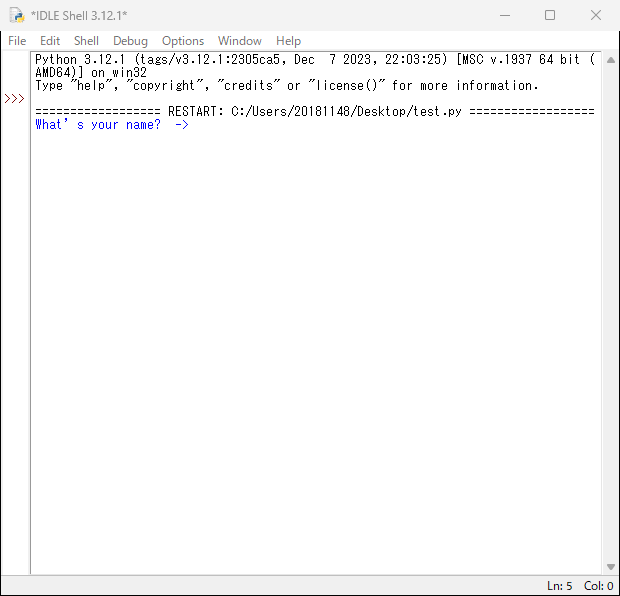 *IDLE Shell 3.12.1*
File Edit Shell Debug Options Window Help
Python 3.12.1 (tags/v3.12.1:2305ca5, Dec  7 2023, 22:03:25) [MSC v.1937 64 bit (
AMD64)] on win32
Type "help", "copyright", "credits" or "license()" for more information.
>>>
================== RESTART: C:/Users/20181148/Desktop/test.py ==================
What’s your name?  ->
Ln: 5 Col: 0